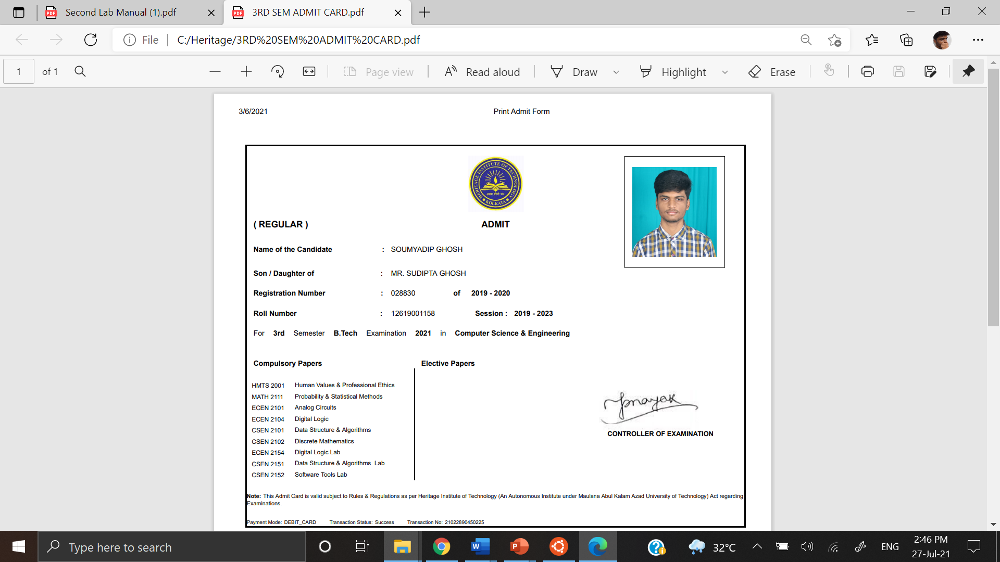 Second Lab Manual (1).pdf
3RD SEM ADMIT CARD.pdf
File
C:/Heritage/3RD%20SEM%20ADMIT%20CARD.pdf
1 of 1
Page view
Read aloud
Draw
Highlight
Erase
3/6/2021 Print Admit Form
HERITAGE INSTITUTE OF TECHNOLOGY
KOLKATA
( REGULAR ) ADMIT
Name of the Candidate : SOUMYADIP GHOSH
Son / Daughter of : MR. SUDIPTA GHOSH
Registration Number : 028830 of 2019 - 2020
Roll Number : 12619001158 Session : 2019 - 2023
For 3rd Semester B.Tech Examination 2021 in Computer Science & Engineering
Compulsory Papers
HMTS 2001 Human Values & Professional Ethics
MATH 2111 Probability & Statistical Methods
ECEN 2101 Analog Circuits
ECEN 2104 Digital Logic
CSEN 2101 Data Structure & Algorithms
CSEN 2102 Discrete Mathematics
ECEN 2154 Digital Logic Lab
CSEN 2151 Data Structure & Algorithms Lab
CSEN 2152 Software Tools Lab
Elective Papers
CONTROLLER OF EXAMINATION
Note: This Admit Card is valid subject to Rules & Regulations as per Heritage Institute of Technology (An Autonomous Institute under Maulana Abul Kalam Azad University of Technology) Act regarding
Examinations.
Payment Mode: DEBIT_CARD Transaction Status: Success Transaction No: 21022890450225
Type here to search
32°C
ENG
2:46 PM
27-Jul-21